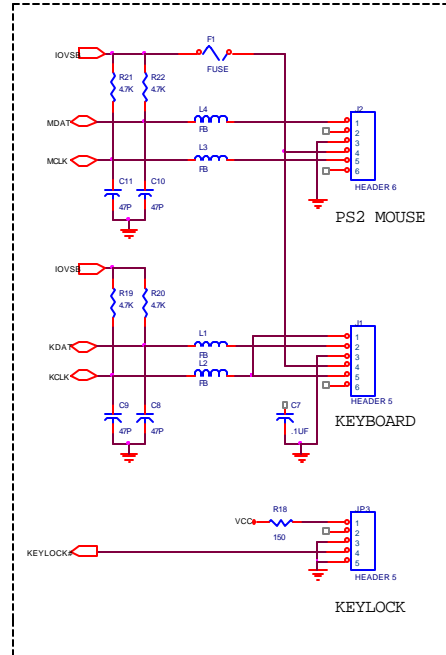 IOVSB
F1
FUSE
R21
4.7K
R22
4.7K
MDAT
L4
FB
J2
1
2
3
4
5
6
HEADER 6
MCLK
L3
FB
C11
47P
C10
47P
PS2 MOUSE
IOVSB
R19
4.7K
R20
4.7K
KDAT
L1
FB
J1
1
2
3
4
5
6
HEADER 5
KCLK
L2
FB
C9
47P
C8
47P
C7
.1UF
KEYBOARD
VCC
R18
150
JP3
1
2
3
4
5
HEADER 5
KEYLOCK#
KEYLOCK